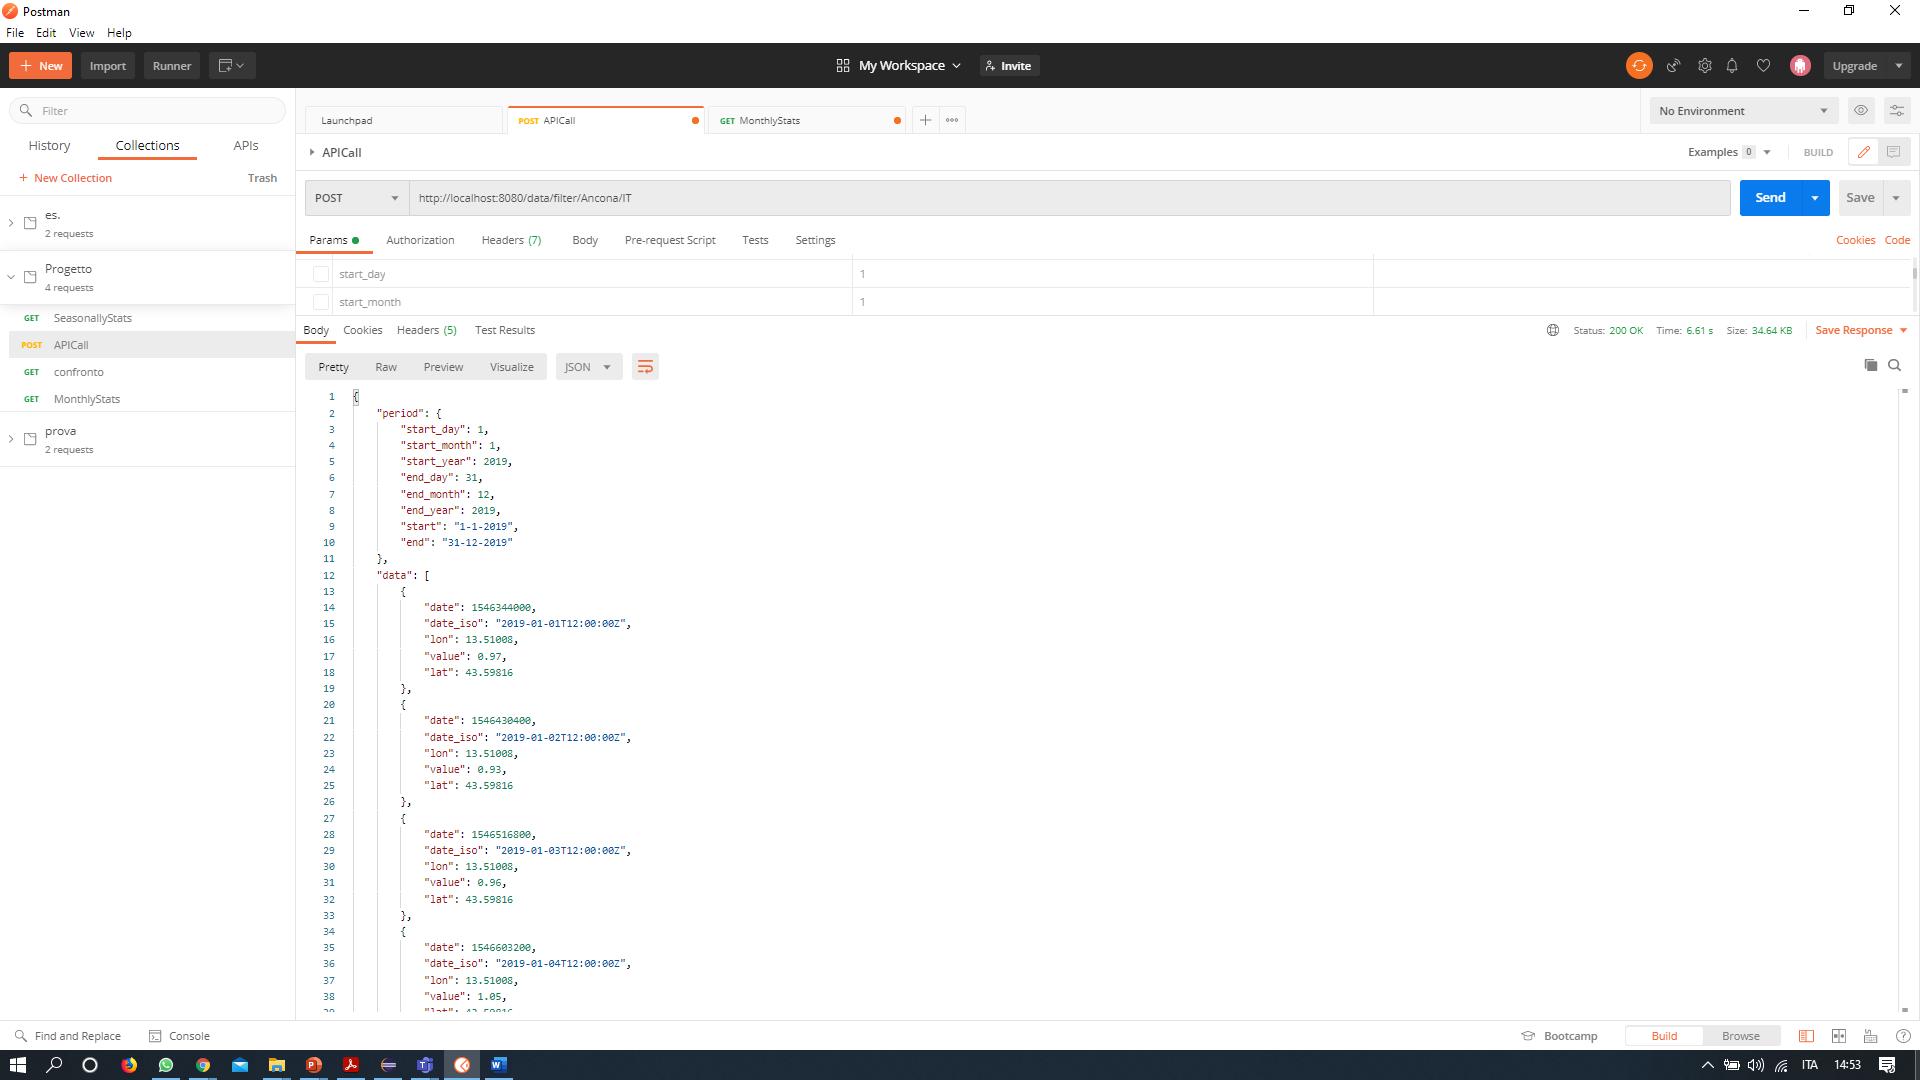 Postman
File Edit View Help
New Import Runner My Workspace Invite Upgrade
Filter
History Collections APIs
New Collection Trash
es.
2 requests
Progetto
4 requests
GET SeasonallyStats
POST APICall
GET confronto
GET MonthlyStats
prova
2 requests
Launchpad POST APICall GET MonthlyStats No Environment
APICall Examples 0 BUILD
POST http://localhost:8080/data/filter/Ancona/IT Send Save
Params Authorization Headers (7) Body Pre-request Script Tests Settings Cookies Code
start_day 1
start_month 1
Body Cookies Headers (5) Test Results Status: 200 OK Time: 6.61 s Size: 34.64 KB Save Response
Pretty Raw Preview Visualize JSON
1 {
2 "period": {
3 "start_day": 1,
4 "start_month": 1,
5 "start_year": 2019,
6 "end_day": 31,
7 "end_month": 12,
8 "end_year": 2019,
9 "start": "1-1-2019",
10 "end": "31-12-2019"
11 },
12 "data": [
13 {
14 "date": 1546344000,
15 "date_iso": "2019-01-01T12:00:00Z",
16 "lon": 13.51008,
17 "value": 0.97,
18 "lat": 43.59816
19 },
20 {
21 "date": 1546430400,
22 "date_iso": "2019-01-02T12:00:00Z",
23 "lon": 13.51008,
24 "value": 0.93,
25 "lat": 43.59816
26 },
27 {
28 "date": 1546516800,
29 "date_iso": "2019-01-03T12:00:00Z",
30 "lon": 13.51008,
31 "value": 0.96,
32 "lat": 43.59816
33 },
34 {
35 "date": 1546603200,
36 "date_iso": "2019-01-04T12:00:00Z",
37 "lon": 13.51008,
38 "value": 1.05,
39 "lat": 43.59816
Find and Replace Console Bootcamp Build Browse
ITA 14:53